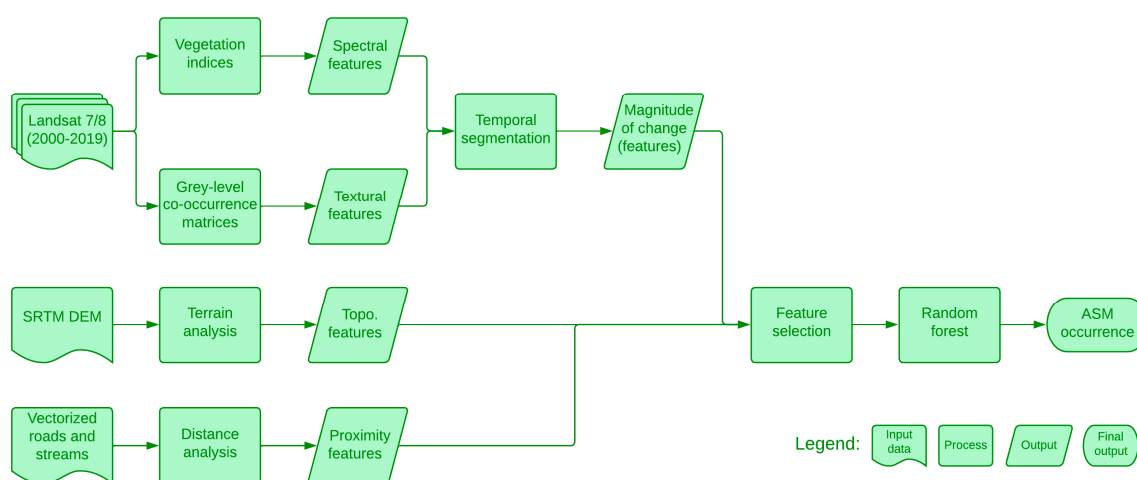 Vegetation
indices
Spectral
features
Landsat 7/8
(2000-2019)
Temporal
segmentation
Magnitude
of change
(features)
Grey-level
co-occurrence
matrices
Textural
features
SRTM DEM
Terrain
analysis
Topo.
features
Feature
selection
Random
forest
ASM
occurrence
Vectorized
roads and
streams
Distance
analysis
Proximity
features
Legend:
Input
data
Process
Output
Final
output